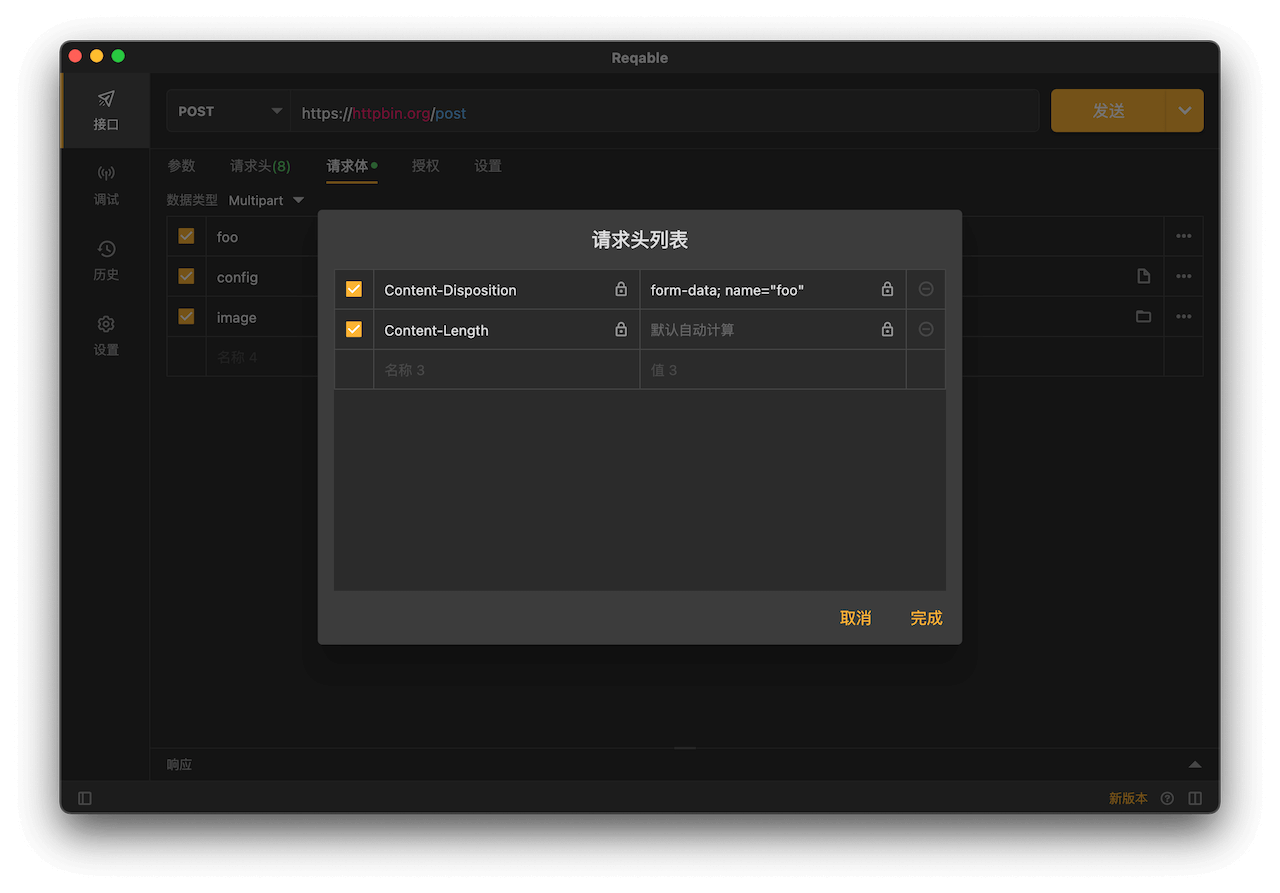 Reqable
接口
POST
https://httpbin.org/post
发送
调试
历史
设置
参数
请求头(8)
请求体
授权
设置
数据类型
Multipart
foo
config
image
名称 4
请求头列表
Content-Disposition
form-data; name="foo"
Content-Length
默认自动计算
名称 3
值 3
取消
完成
响应
新版本